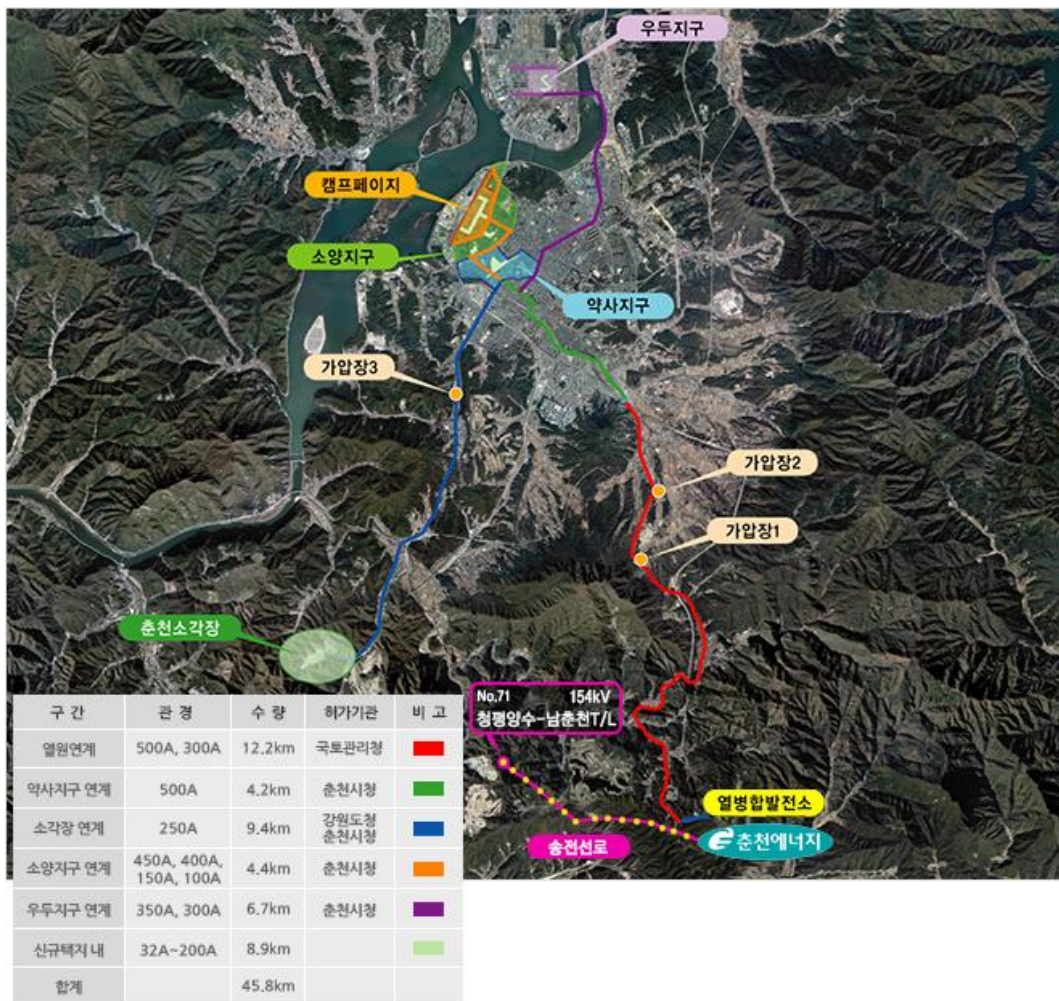 우두지구
캠프페이지
소양지구
약사지구
가압장3
가압장2
가압장1
춘천소각장
No.71 154kV
청평양수-남춘천T/L
열병합발전소
춘천에너지
송전선로
구 간 관 경 수 량 허가기관 비 고
열원연계 500A, 300A 12.2km 국토관리청
약사지구 연계 500A 4.2km 춘천시청
소각장 연계 250A 9.4km 강원도청
춘천시청
소양지구 연계 450A, 400A,
150A, 100A 4.4km 춘천시청
우두지구 연계 350A, 300A 6.7km 춘천시청
신규택지 내 32A~200A 8.9km
합계 45.8km